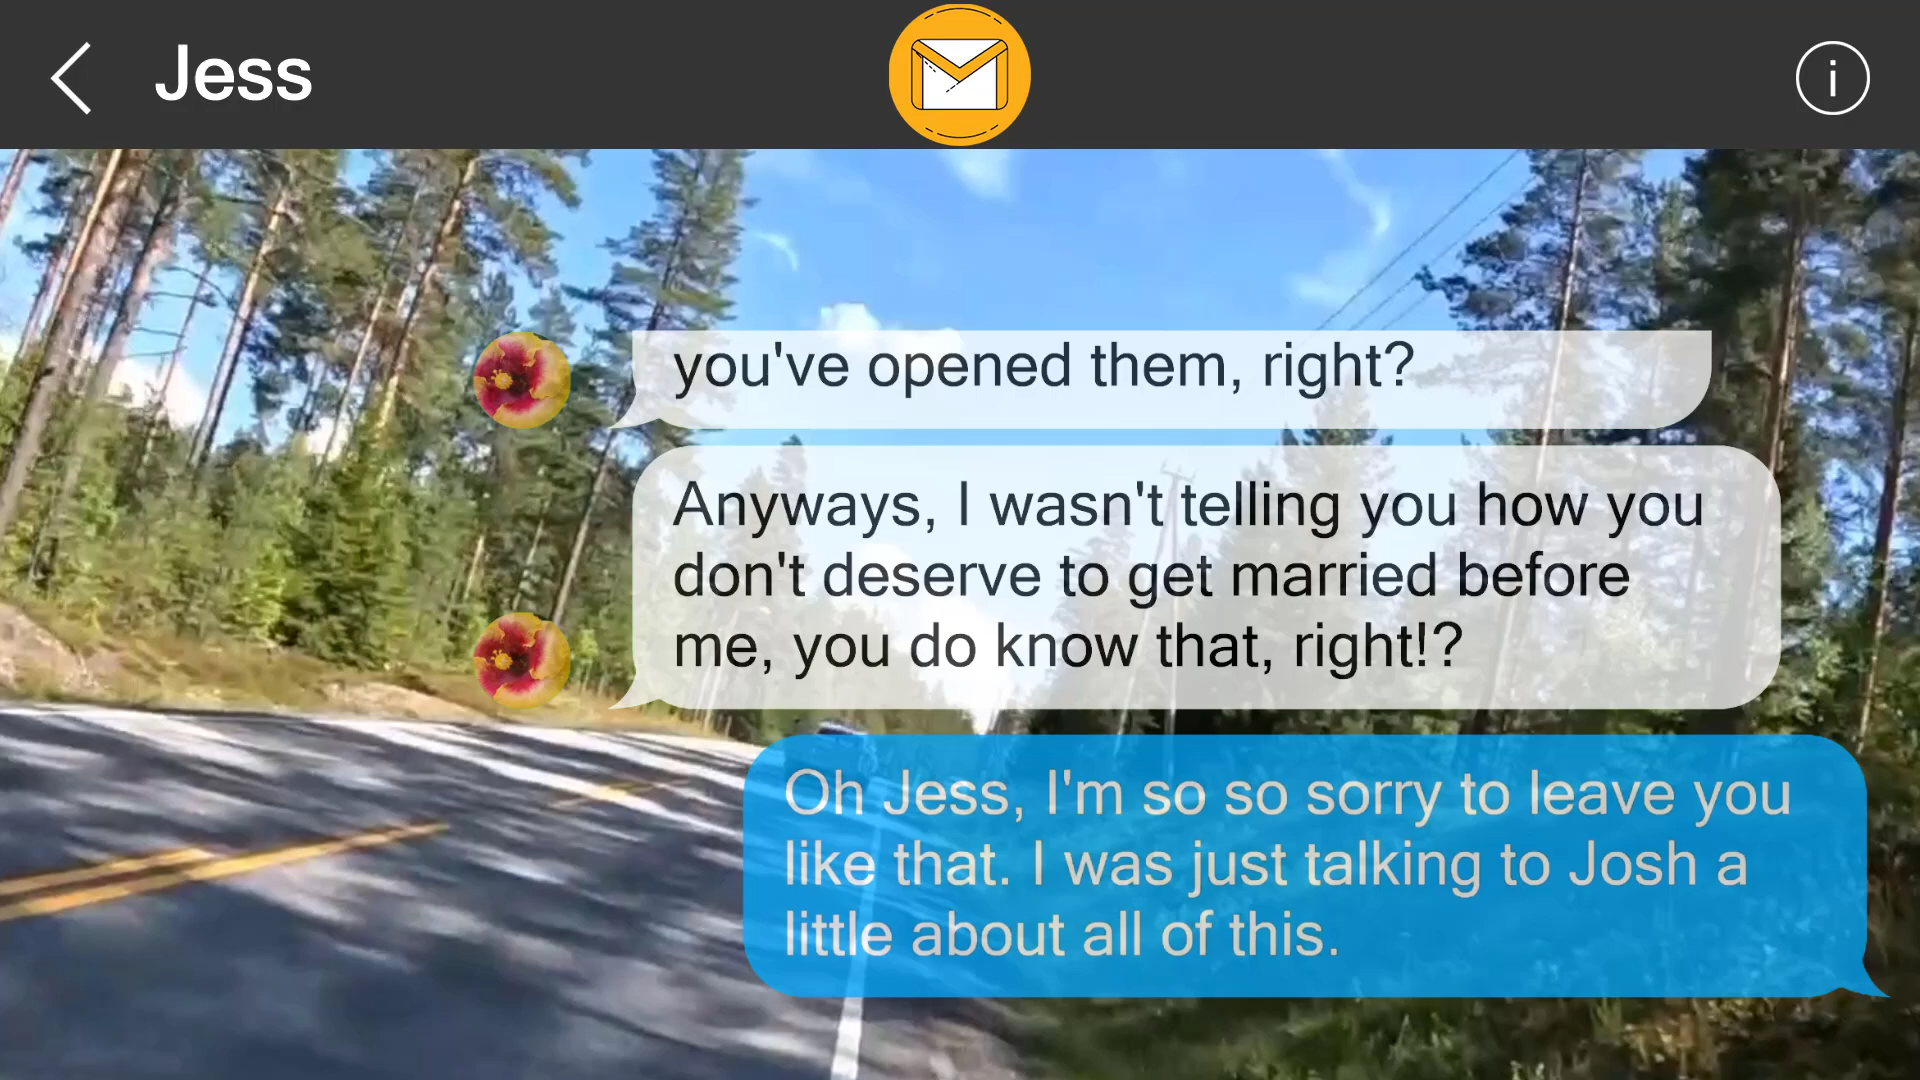 Jess
i
you've opened them, right?
Anyways, I wasn't telling you how you
don't deserve to get married before
me, you do know that, right!?
Oh Jess, I'm so so sorry to leave you
like that. I was just talking to Josh a
little about all of this.